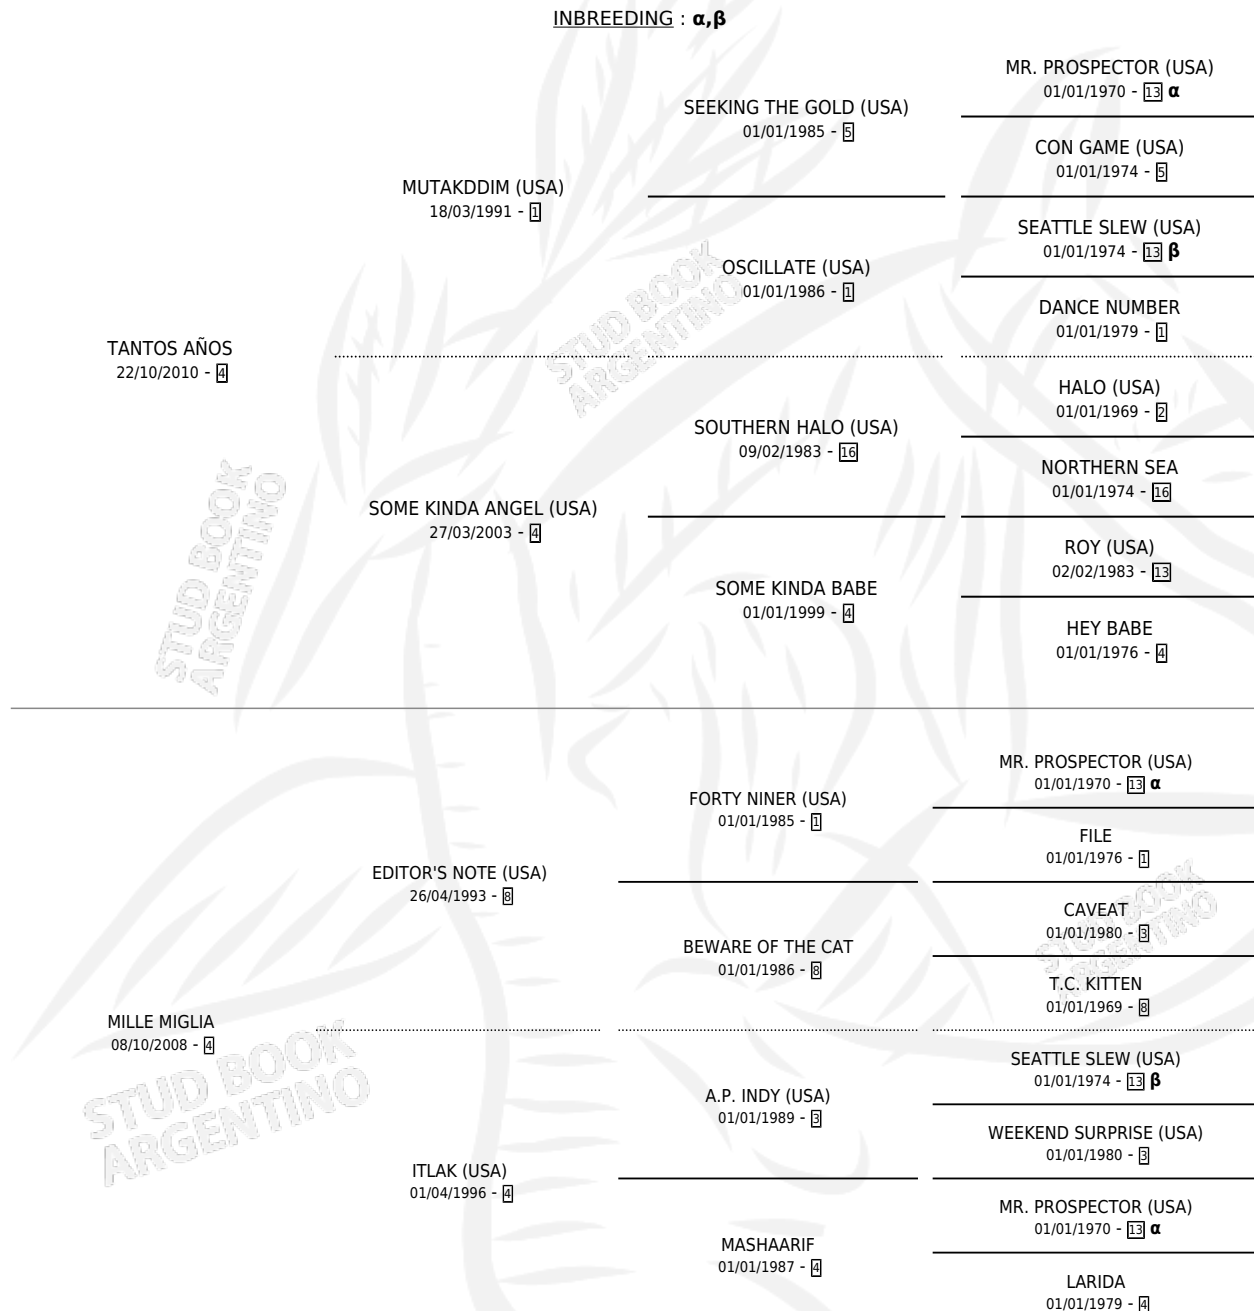 INBREEDING : α,β
TANTOS AÑOS
22/10/2010 - 4
MUTAKDDIM (USA)
18/03/1991 - 1
SEEKING THE GOLD (USA)
01/01/1985 - 5
MR. PROSPECTOR (USA)
01/01/1970 - 13 α
CON GAME (USA)
01/01/1974 - 5
OSCILLATE (USA)
01/01/1986 - 1
SEATTLE SLEW (USA)
01/01/1974 - 13 β
DANCE NUMBER
01/01/1979 - 1
SOME KINDA ANGEL (USA)
27/03/2003 - 4
SOUTHERN HALO (USA)
09/02/1983 - 16
HALO (USA)
01/01/1969 - 2
NORTHERN SEA
01/01/1974 - 16
SOME KINDA BABE
01/01/1999 - 4
ROY (USA)
02/02/1983 - 13
HEY BABE
01/01/1976 - 4
MILLE MIGLIA
08/10/2008 - 4
EDITOR'S NOTE (USA)
26/04/1993 - 8
FORTY NINER (USA)
01/01/1985 - 1
MR. PROSPECTOR (USA)
01/01/1970 - 13 α
FILE
01/01/1976 - 1
BEWARE OF THE CAT
01/01/1986 - 8
CAVEAT
01/01/1980 - 3
T.C. KITTEN
01/01/1969 - 8
ITLAK (USA)
01/04/1996 - 4
A.P. INDY (USA)
01/01/1989 - 3
SEATTLE SLEW (USA)
01/01/1974 - 13 β
WEEKEND SURPRISE (USA)
01/01/1980 - 3
MASHAARIF
01/01/1987 - 4
MR. PROSPECTOR (USA)
01/01/1970 - 13 α
LARIDA
01/01/1979 - 4
STUD BOOK
ARGENTINO
STUD BOOK
ARGENTINO
STUD BOOK
ARGENTINO
STUD BOOK
ARGENTINO